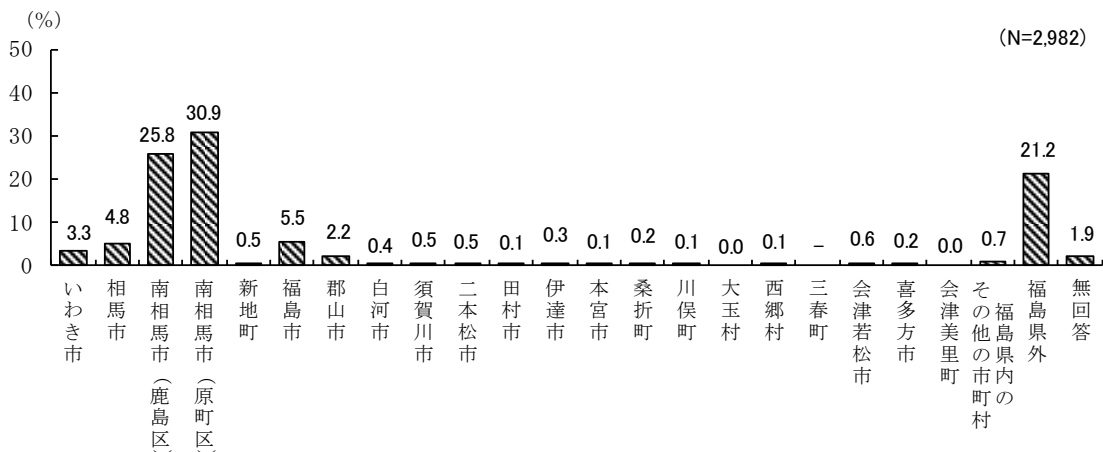 (%)
(N=2,982)
50
40
30
20
10
0
3.3
4.8
25.8
30.9
0.5
5.5
2.2
0.4
0.5
0.5
0.1
0.3
0.1
0.2
0.1
0.0
0.1
–
0.6
0.2
0.0
0.7
21.2
1.9
いわき市
相馬市
南相馬市（鹿島区）
南相馬市（原町区）
新地町
福島市
郡山市
白河市
須賀川市
二本松市
田村市
伊達市
本宮市
桑折町
川俣町
大玉村
西郷村
三春町
会津若松市
喜多方市
会津美里町
福島県内の
その他の市町村
福島県外
無回答